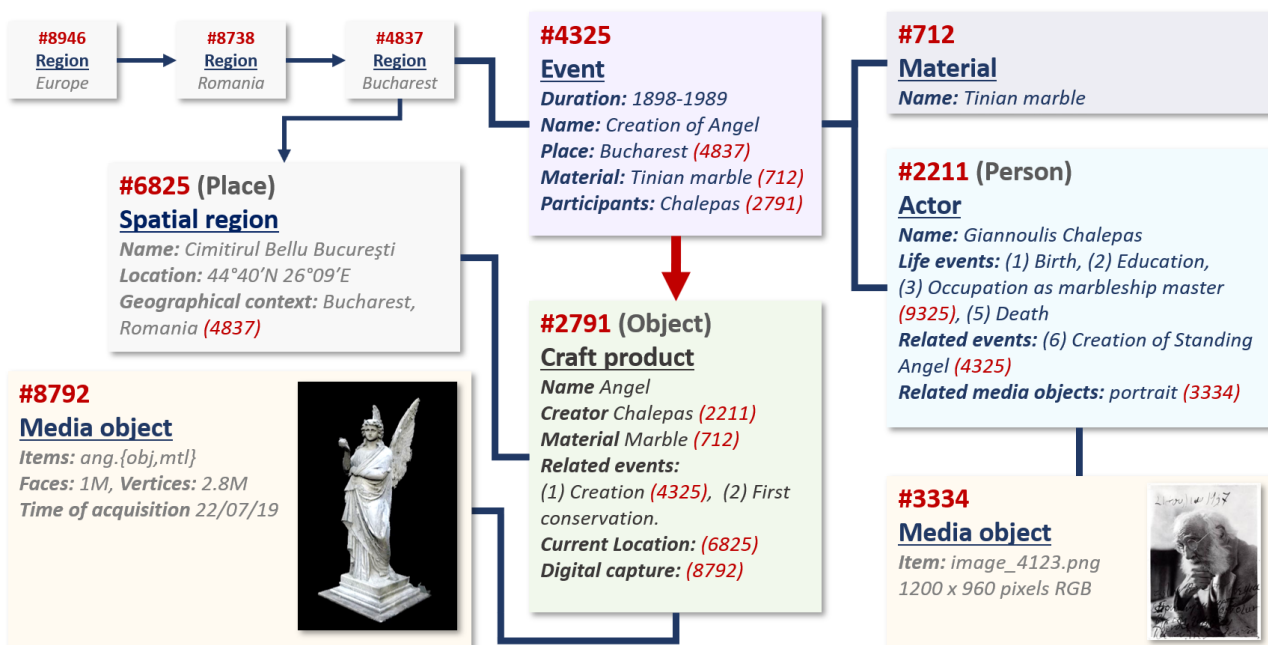 #8946
Region
Europe
#8738
Region
Romania
#4837
Region
Bucharest
#4325
Event
Duration: 1898-1989
Name: Creation of Angel
Place: Bucharest (4837)
Material: Tinian marble (712)
Participants: Chalepas (2791)
#712
Material
Name: Tinian marble
#6825 (Place)
Spatial region
Name: Cimitirul Bellu Bucureşti
Location: 44°40′N 26°09′E
Geographical context: Bucharest,
Romania (4837)
#2211 (Person)
Actor
Name: Giannoulis Chalepas
Life events: (1) Birth, (2) Education,
(3) Occupation as marbleship master
(9325), (5) Death
Related events: (6) Creation of Standing
Angel (4325)
Related media objects: portrait (3334)
#2791 (Object)
Craft product
Name Angel
Creator Chalepas (2211)
Material Marble (712)
Related events:
(1) Creation (4325), (2) First
conservation.
Current Location: (6825)
Digital capture: (8792)
#8792
Media object
Items: ang.{obj,mtl}
Faces: 1M, Vertices: 2.8M
Time of acquisition 22/07/19
#3334
Media object
Item: image_4123.png
1200 x 960 pixels RGB